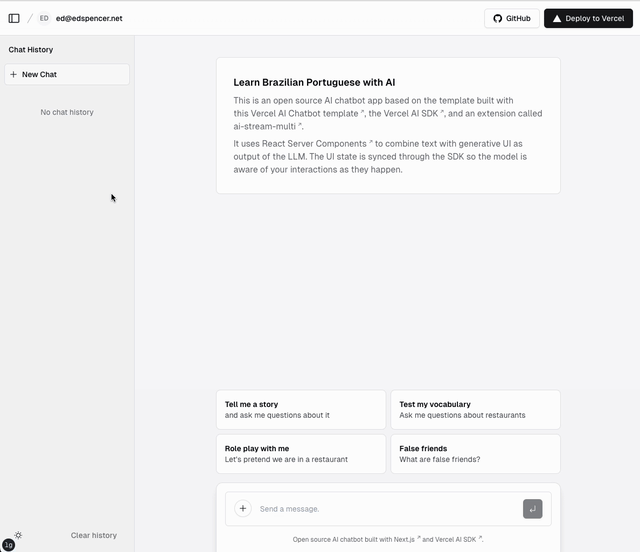 ED ed@edspencer.net
GitHub
Deploy to Vercel
Chat History
New Chat
No chat history
Learn Brazilian Portuguese with AI
This is an open source AI chatbot app based on the template built with
this Vercel AI Chatbot template ↗, the Vercel AI SDK ↗, and an extension called
ai-stream-multi ↗.
It uses React Server Components ↗ to combine text with generative UI as
output of the LLM. The UI state is synced through the SDK so the model is
aware of your interactions as they happen.
Tell me a story
and ask me questions about it
Test my vocabulary
Ask me questions about restaurants
Role play with me
Let's pretend we are in a restaurant
False friends
What are false friends?
Send a message.
Open source AI chatbot built with Next.js ↗ and Vercel AI SDK ↗.
lg
Clear history